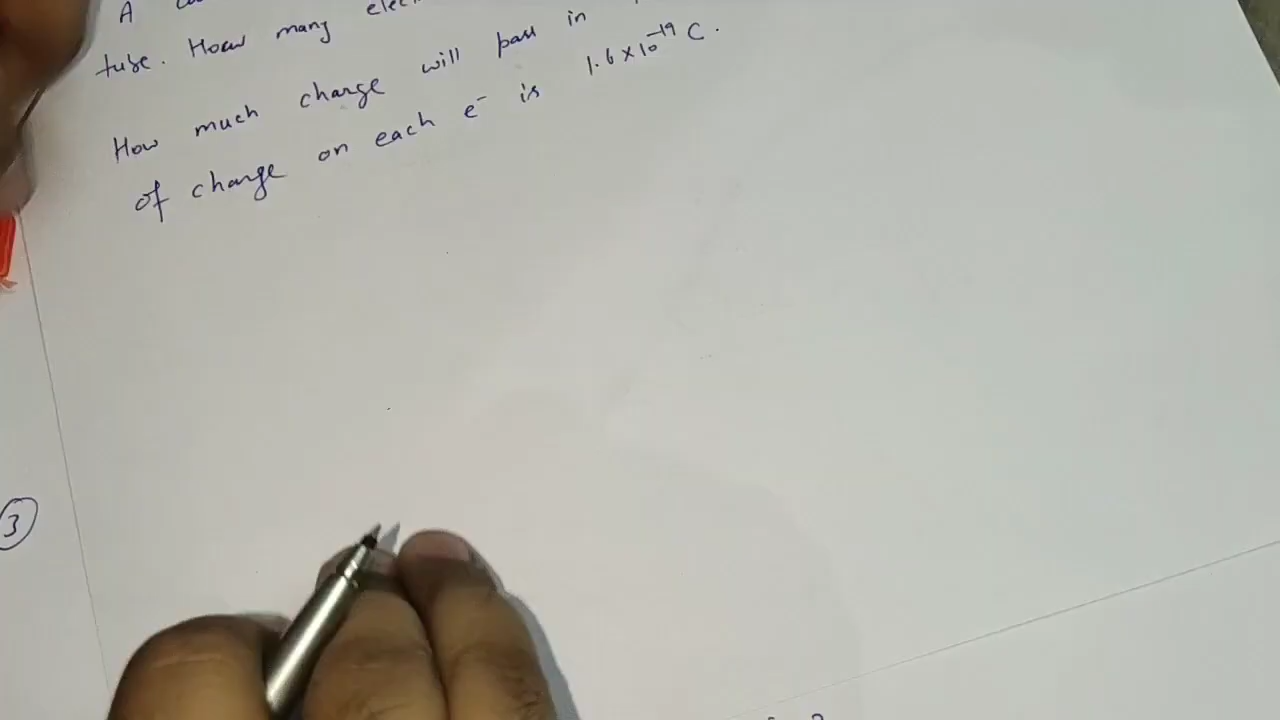 A
tube. How many
How much charge will pass in
of charge on each e⁻ is 1.6×10⁻¹⁹ C.
3